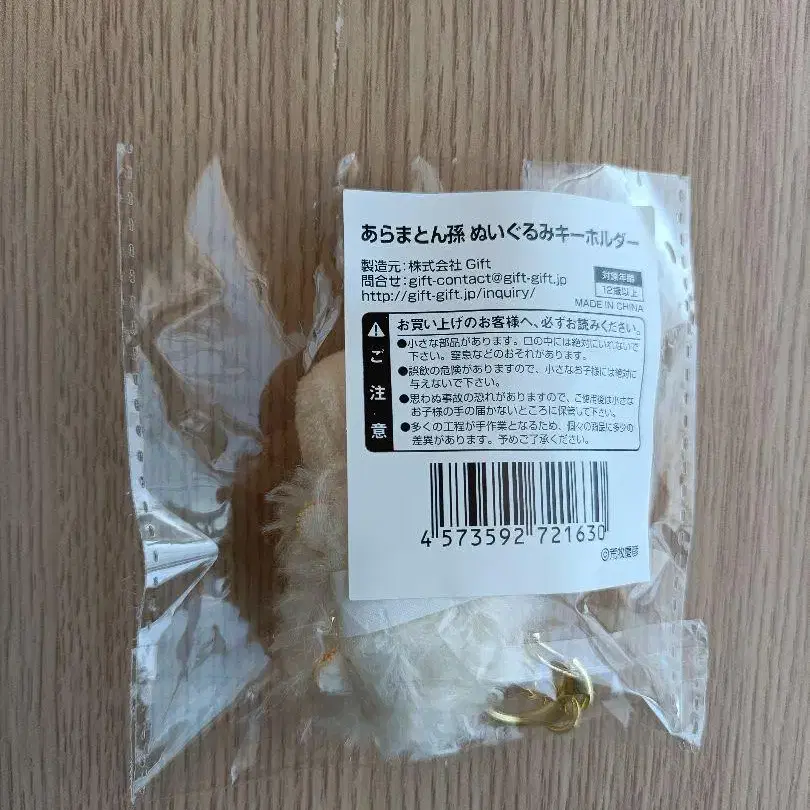 あらまとん孫 ぬいぐるみキーホルダー
製造元：株式会社 Gift
問合せ：gift-contact@gift-gift.jp
http://gift-gift.jp/inquiry/
対象年齢
12歳以上
MADE IN CHINA
ご注意
お買い上げのお客様へ、必ずお読みください。
●小さな部品があります。口の中には絶対にいれないで
下さい。窒息などのおそれがあります。
●誤飲の危険がありますので、小さなお子様には絶対に
与えないで下さい。
●思わぬ事故の恐れがありますので、ご使用後は小さな
お子様の手の届かないところに保管して下さい。
●多くの工程が手作業となるため、個々の商品に多少の
差異があります。予めご了承ください。
4 573592 721630
©荒牧慶彦